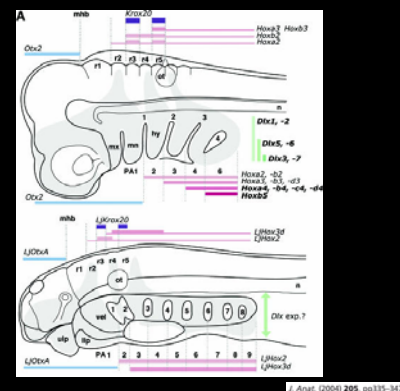 A
mhb
Krox20
Otx2
Hoxa3 Hoxb3
Hoxb2
Hoxa2
r1 r2 r3 r4 r5
ot
n
1 2 3
Dlx1, -2
mx mn hy 4
Dlx5, -6
Dlx3, -7
PA1 2 3 4 5 6
Hoxa2, -b2
Hoxa3, -b3, -d3
Hoxa4, -b4, -c4, -d4
Hoxb5
Otx2
mhb
LjKrox20
LjHox3d
LjHox2
LjOtxA
r1 r2 r3 r4 r5
ot
n
vel 1 2 3 4 5 6 7 8
Dlx exp.?
ulp llp
PA1 2 3 4 5 6 7 8 9
LjHox2
LjHox3d
LjOtxA
J. Anat. (2004) 205, pp335-347